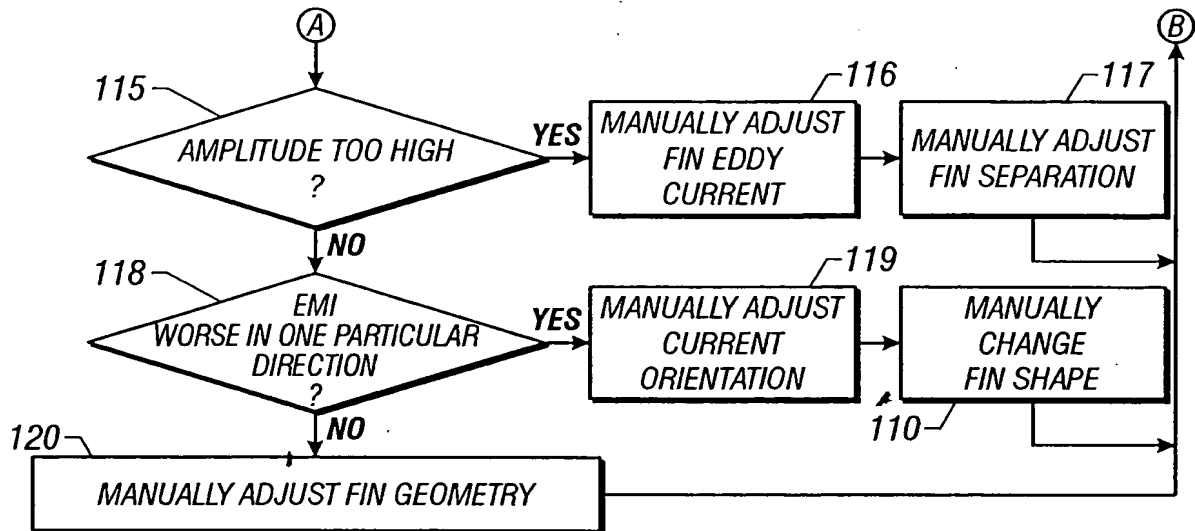 A
B
115
AMPLITUDE TOO HIGH
?
YES
116
MANUALLY ADJUST
FIN EDDY
CURRENT
117
MANUALLY ADJUST
FIN SEPARATION
NO
118
EMI
WORSE IN ONE PARTICULAR
DIRECTION
?
YES
119
MANUALLY ADJUST
CURRENT
ORIENTATION
MANUALLY
CHANGE
FIN SHAPE
110
NO
120
MANUALLY ADJUST FIN GEOMETRY